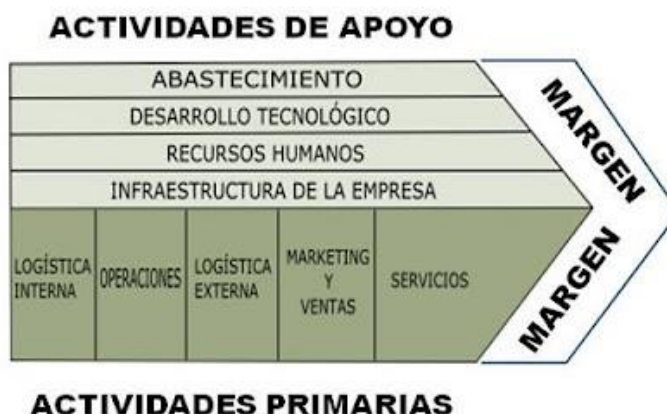 ACTIVIDADES DE APOYO
ABASTECIMIENTO
DESARROLLO TECNOLÓGICO
RECURSOS HUMANOS
INFRAESTRUCTURA DE LA EMPRESA
MARGEN
LOGÍSTICA
INTERNA
OPERACIONES
LOGÍSTICA
EXTERNA
MARKETING
Y
VENTAS
SERVICIOS
MARGEN
ACTIVIDADES PRIMARIAS